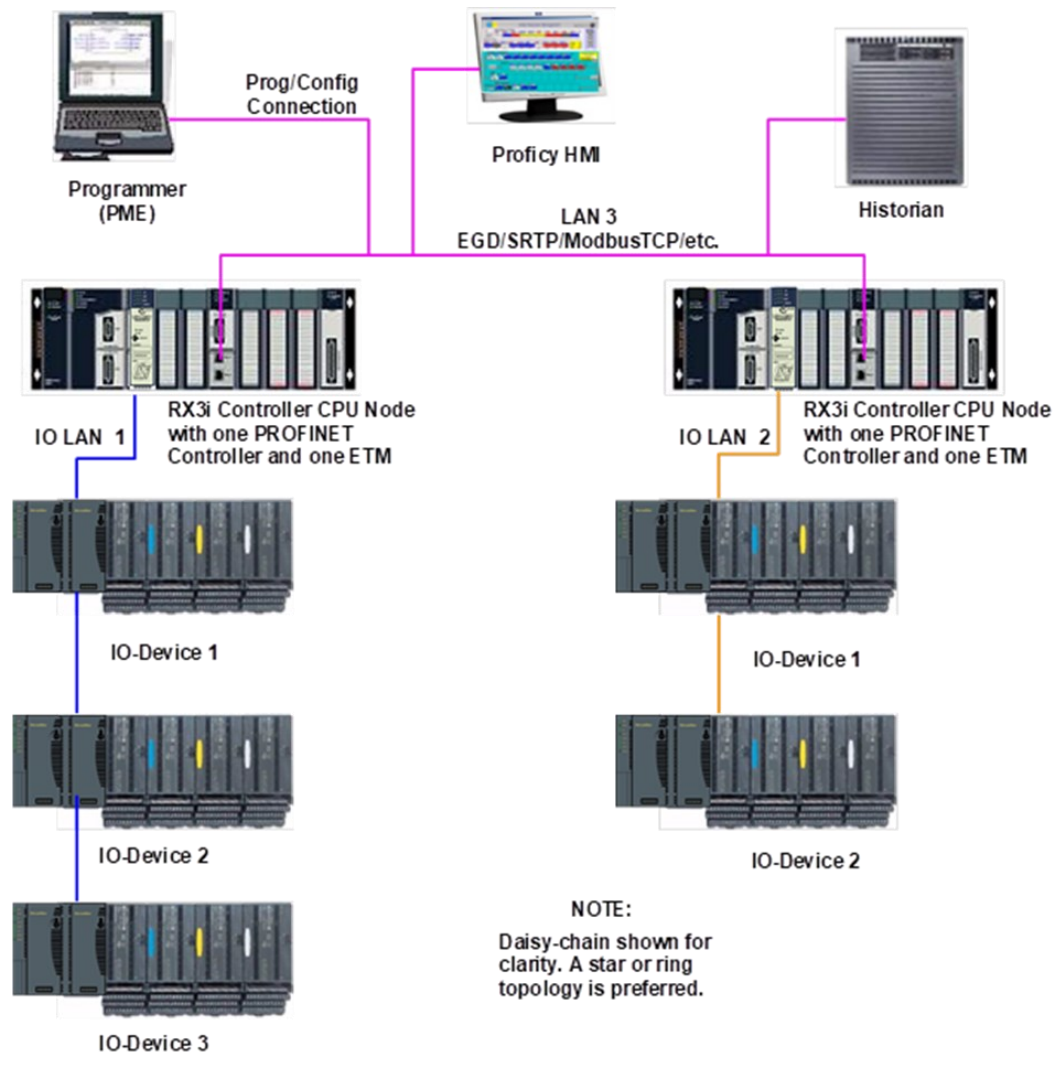 Prog/Config
Connection
Programmer
(PME)
Proficy HMI
Historian
LAN 3
EGD/SRTP/ModbusTCP/etc.
IO LAN 1
RX3i Controller CPU Node
with one PROFINET
Controller and one ETM
IO LAN 2
RX3i Controller CPU Node
with one PROFINET
Controller and one ETM
IO-Device 1
IO-Device 1
IO-Device 2
IO-Device 2
NOTE:
Daisy-chain shown for
clarity. A star or ring
topology is preferred.
IO-Device 3